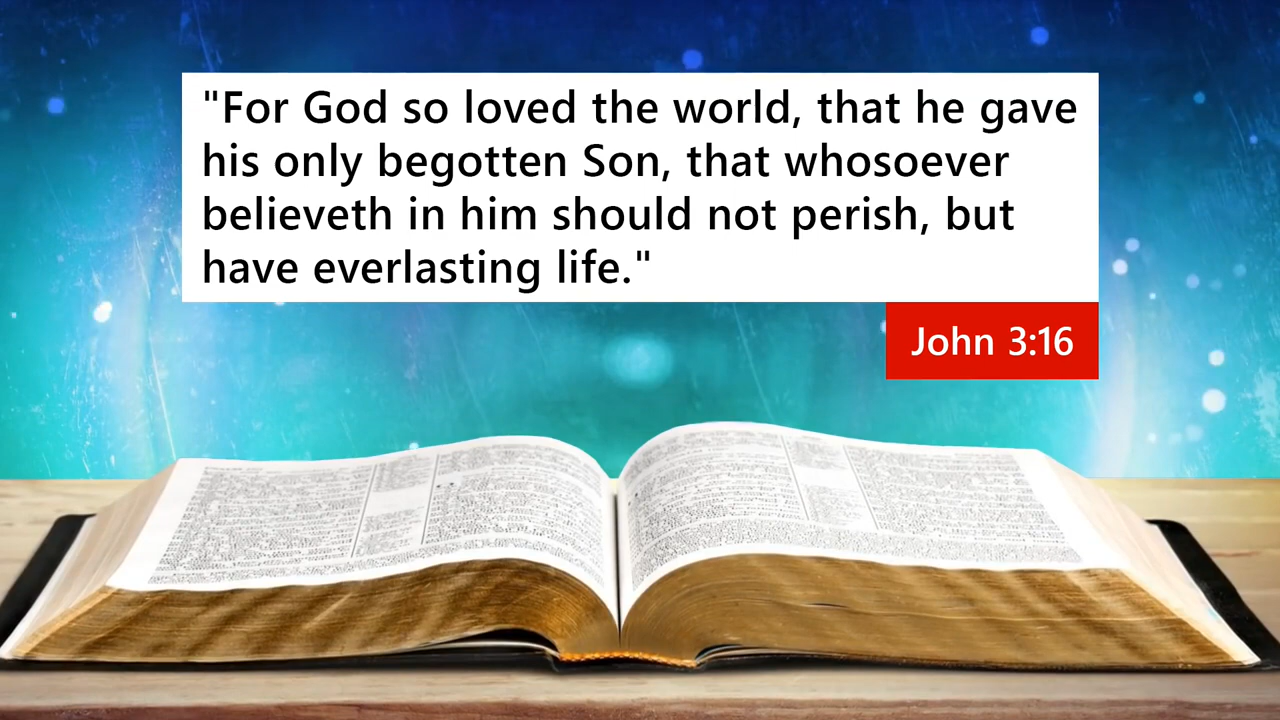 "For God so loved the world, that he gave
his only begotten Son, that whosoever
believeth in him should not perish, but
have everlasting life."
John 3:16